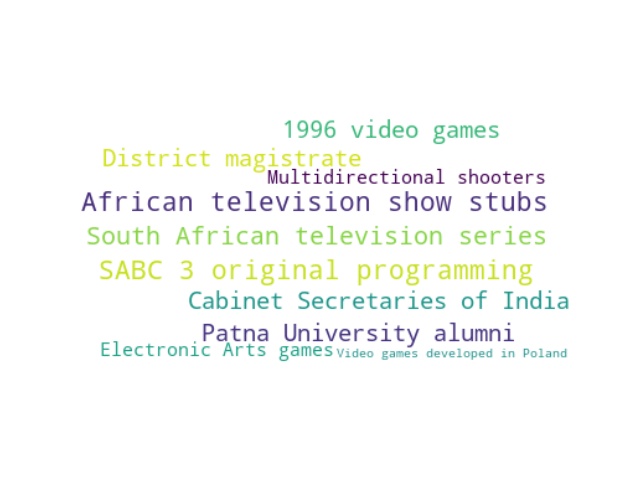 1996 video games
District magistrate
Multidirectional shooters
African television show stubs
South African television series
SABC 3 original programming
Cabinet Secretaries of India
Patna University alumni
Electronic Arts games
Video games developed in Poland